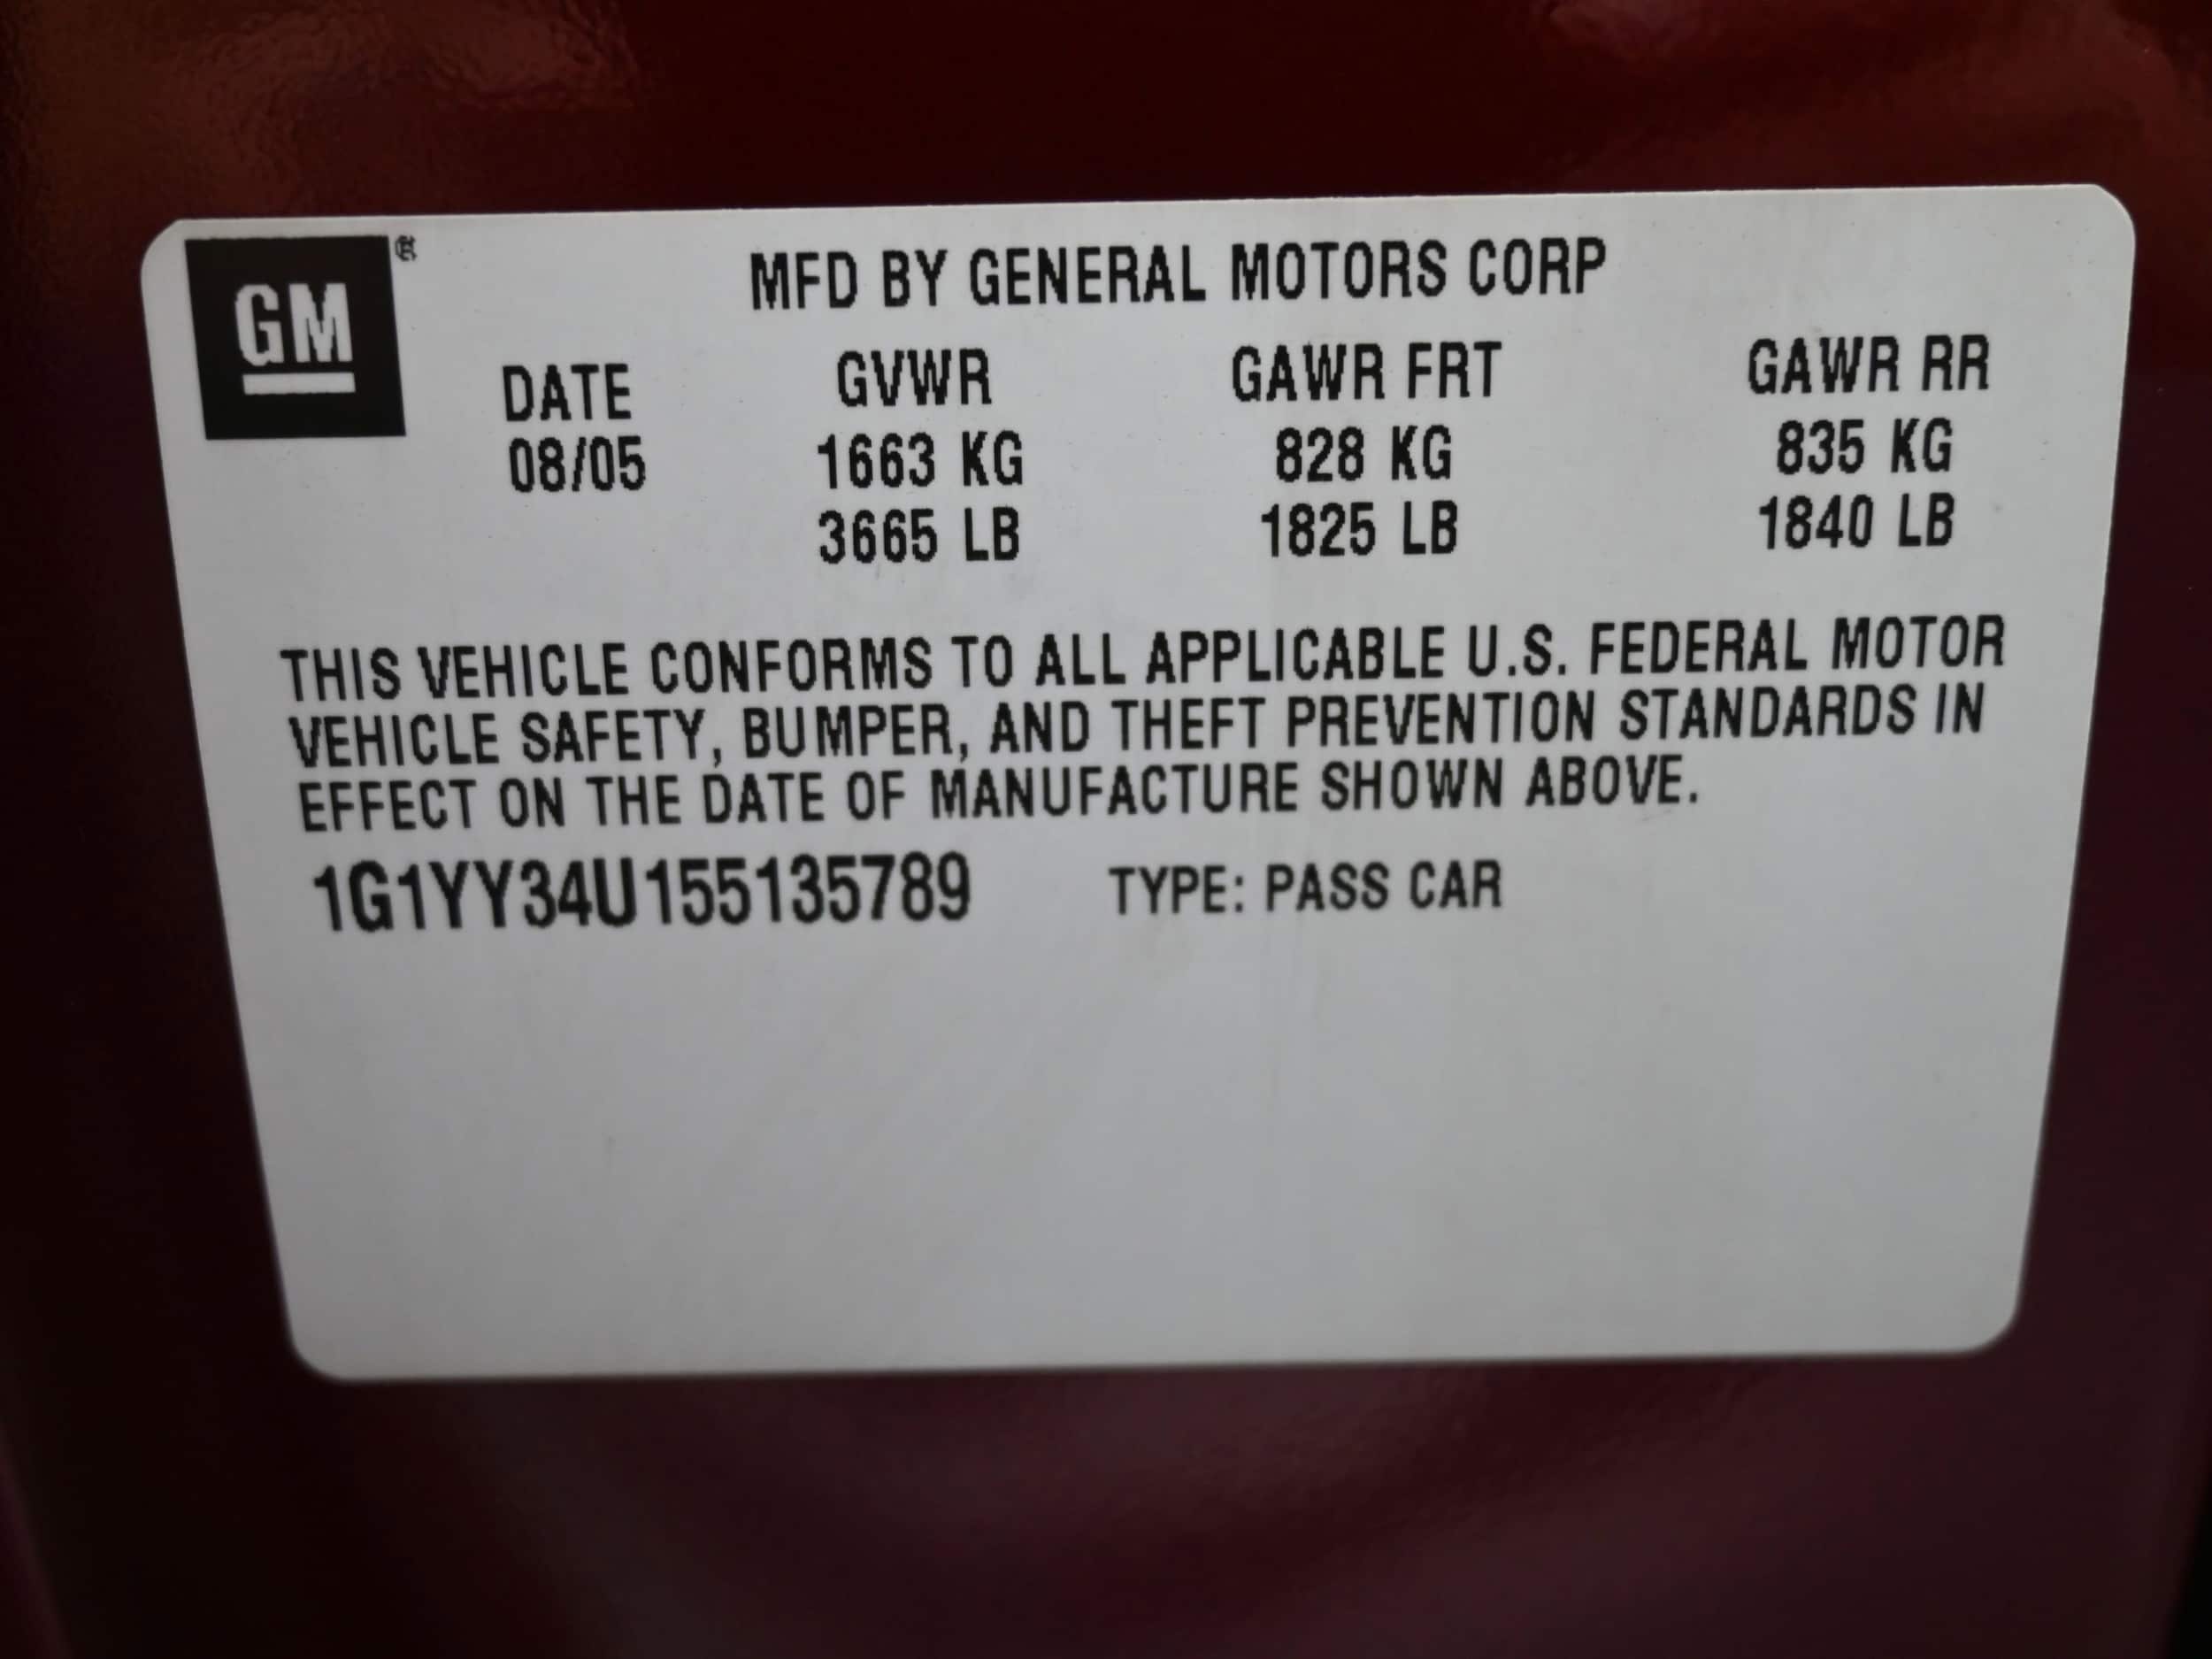 GM®
MFD BY GENERAL MOTORS CORP
DATE GVWR GAWR FRT GAWR RR
08/05 1663 KG 828 KG 835 KG
3665 LB 1825 LB 1840 LB
THIS VEHICLE CONFORMS TO ALL APPLICABLE U.S. FEDERAL MOTOR
VEHICLE SAFETY, BUMPER, AND THEFT PREVENTION STANDARDS IN
EFFECT ON THE DATE OF MANUFACTURE SHOWN ABOVE.
1G1YY34U155135789 TYPE: PASS CAR